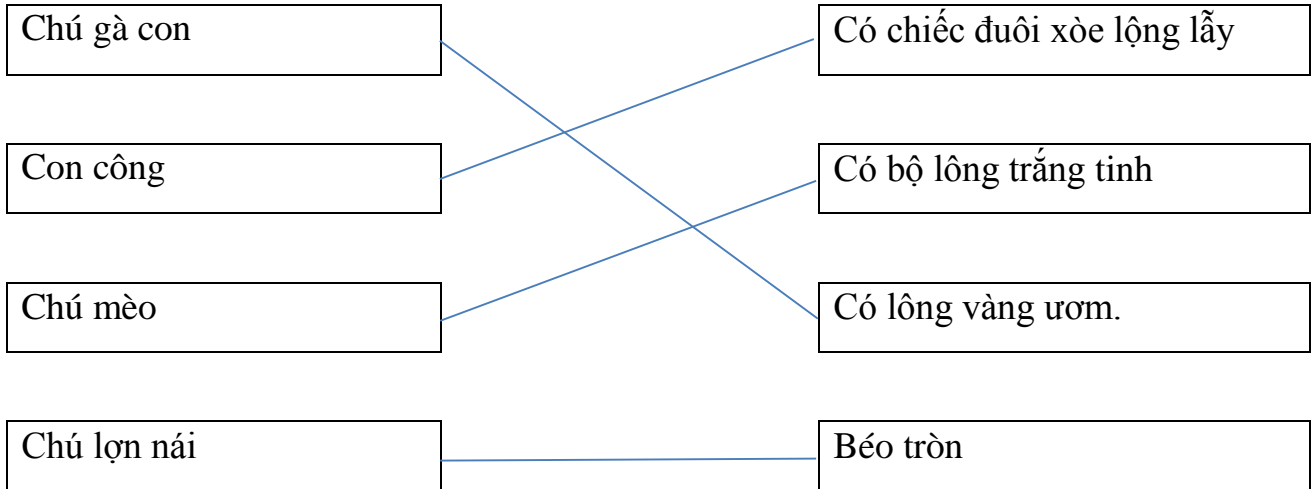 Chú gà con
Có chiếc đuôi xòe lộng lẫy
Con công
Có bộ lông trắng tinh
Chú mèo
Có lông vàng ươm.
Chú lợn nái
Béo tròn